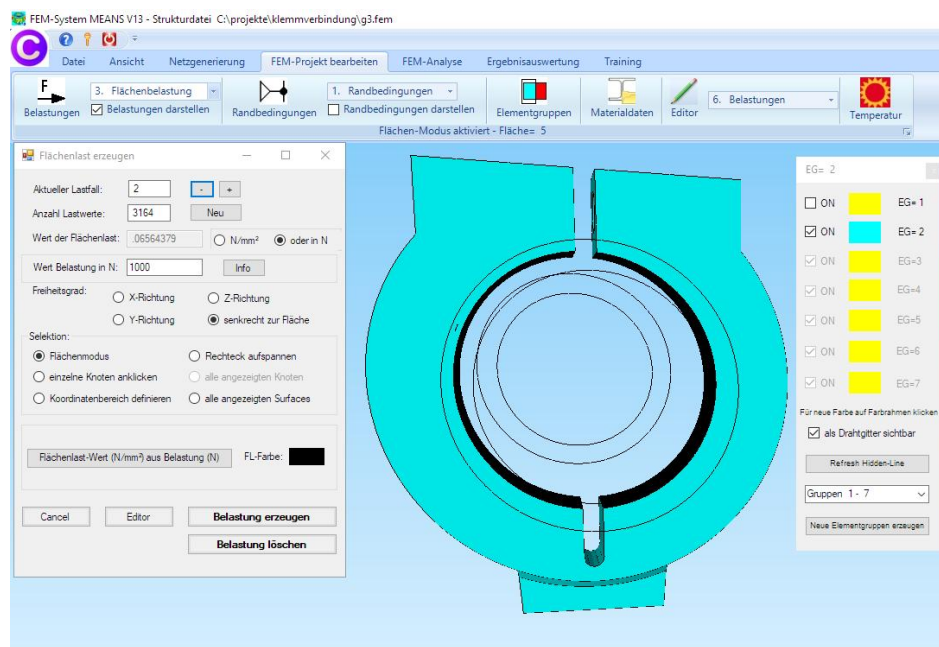 FEM-System MEANS V13 - Strukturdatei C:\projekte\klemmverbindung\g3.fem
Datei Ansicht Netzgenerierung FEM-Projekt bearbeiten FEM-Analyse Ergebnisauswertung Training
F 3. Flächenbelastung 1. Randbedingungen 6. Belastungen
Belastungen Belastungen darstellen Randbedingungen Randbedingungen darstellen Elementgruppen Materialdaten Editor Temperatur
Flächen-Modus aktiviert - Fläche= 5
Flächenlast erzeugen
Aktueller Lastfall: 2 - +
Anzahl Lastwerte: 3164 Neu
Wert der Flächenlast: .06564379 N/mm² oder in N
Wert Belastung in N: 1000 Info
Freiheitsgrad: X-Richtung Z-Richtung
Y-Richtung senkrecht zur Fläche
Selektion:
Flächenmodus Rechteck aufspannen
einzelne Knoten anklicken alle angezeigten Knoten
Koordinatenbereich definieren alle angezeigten Surfaces
Flächenlast-Wert (N/mm²) aus Belastung (N) FL-Farbe:
Cancel Editor Belastung erzeugen
Belastung löschen
EG= 2
ON EG= 1
ON EG= 2
ON EG=3
ON EG=4
ON EG=5
ON EG=6
ON EG=7
Für neue Farbe auf Farbrahmen klicken
als Drahtgitter sichtbar
Refresh Hidden-Line
Gruppen 1 - 7
Neue Elementgruppen erzeugen